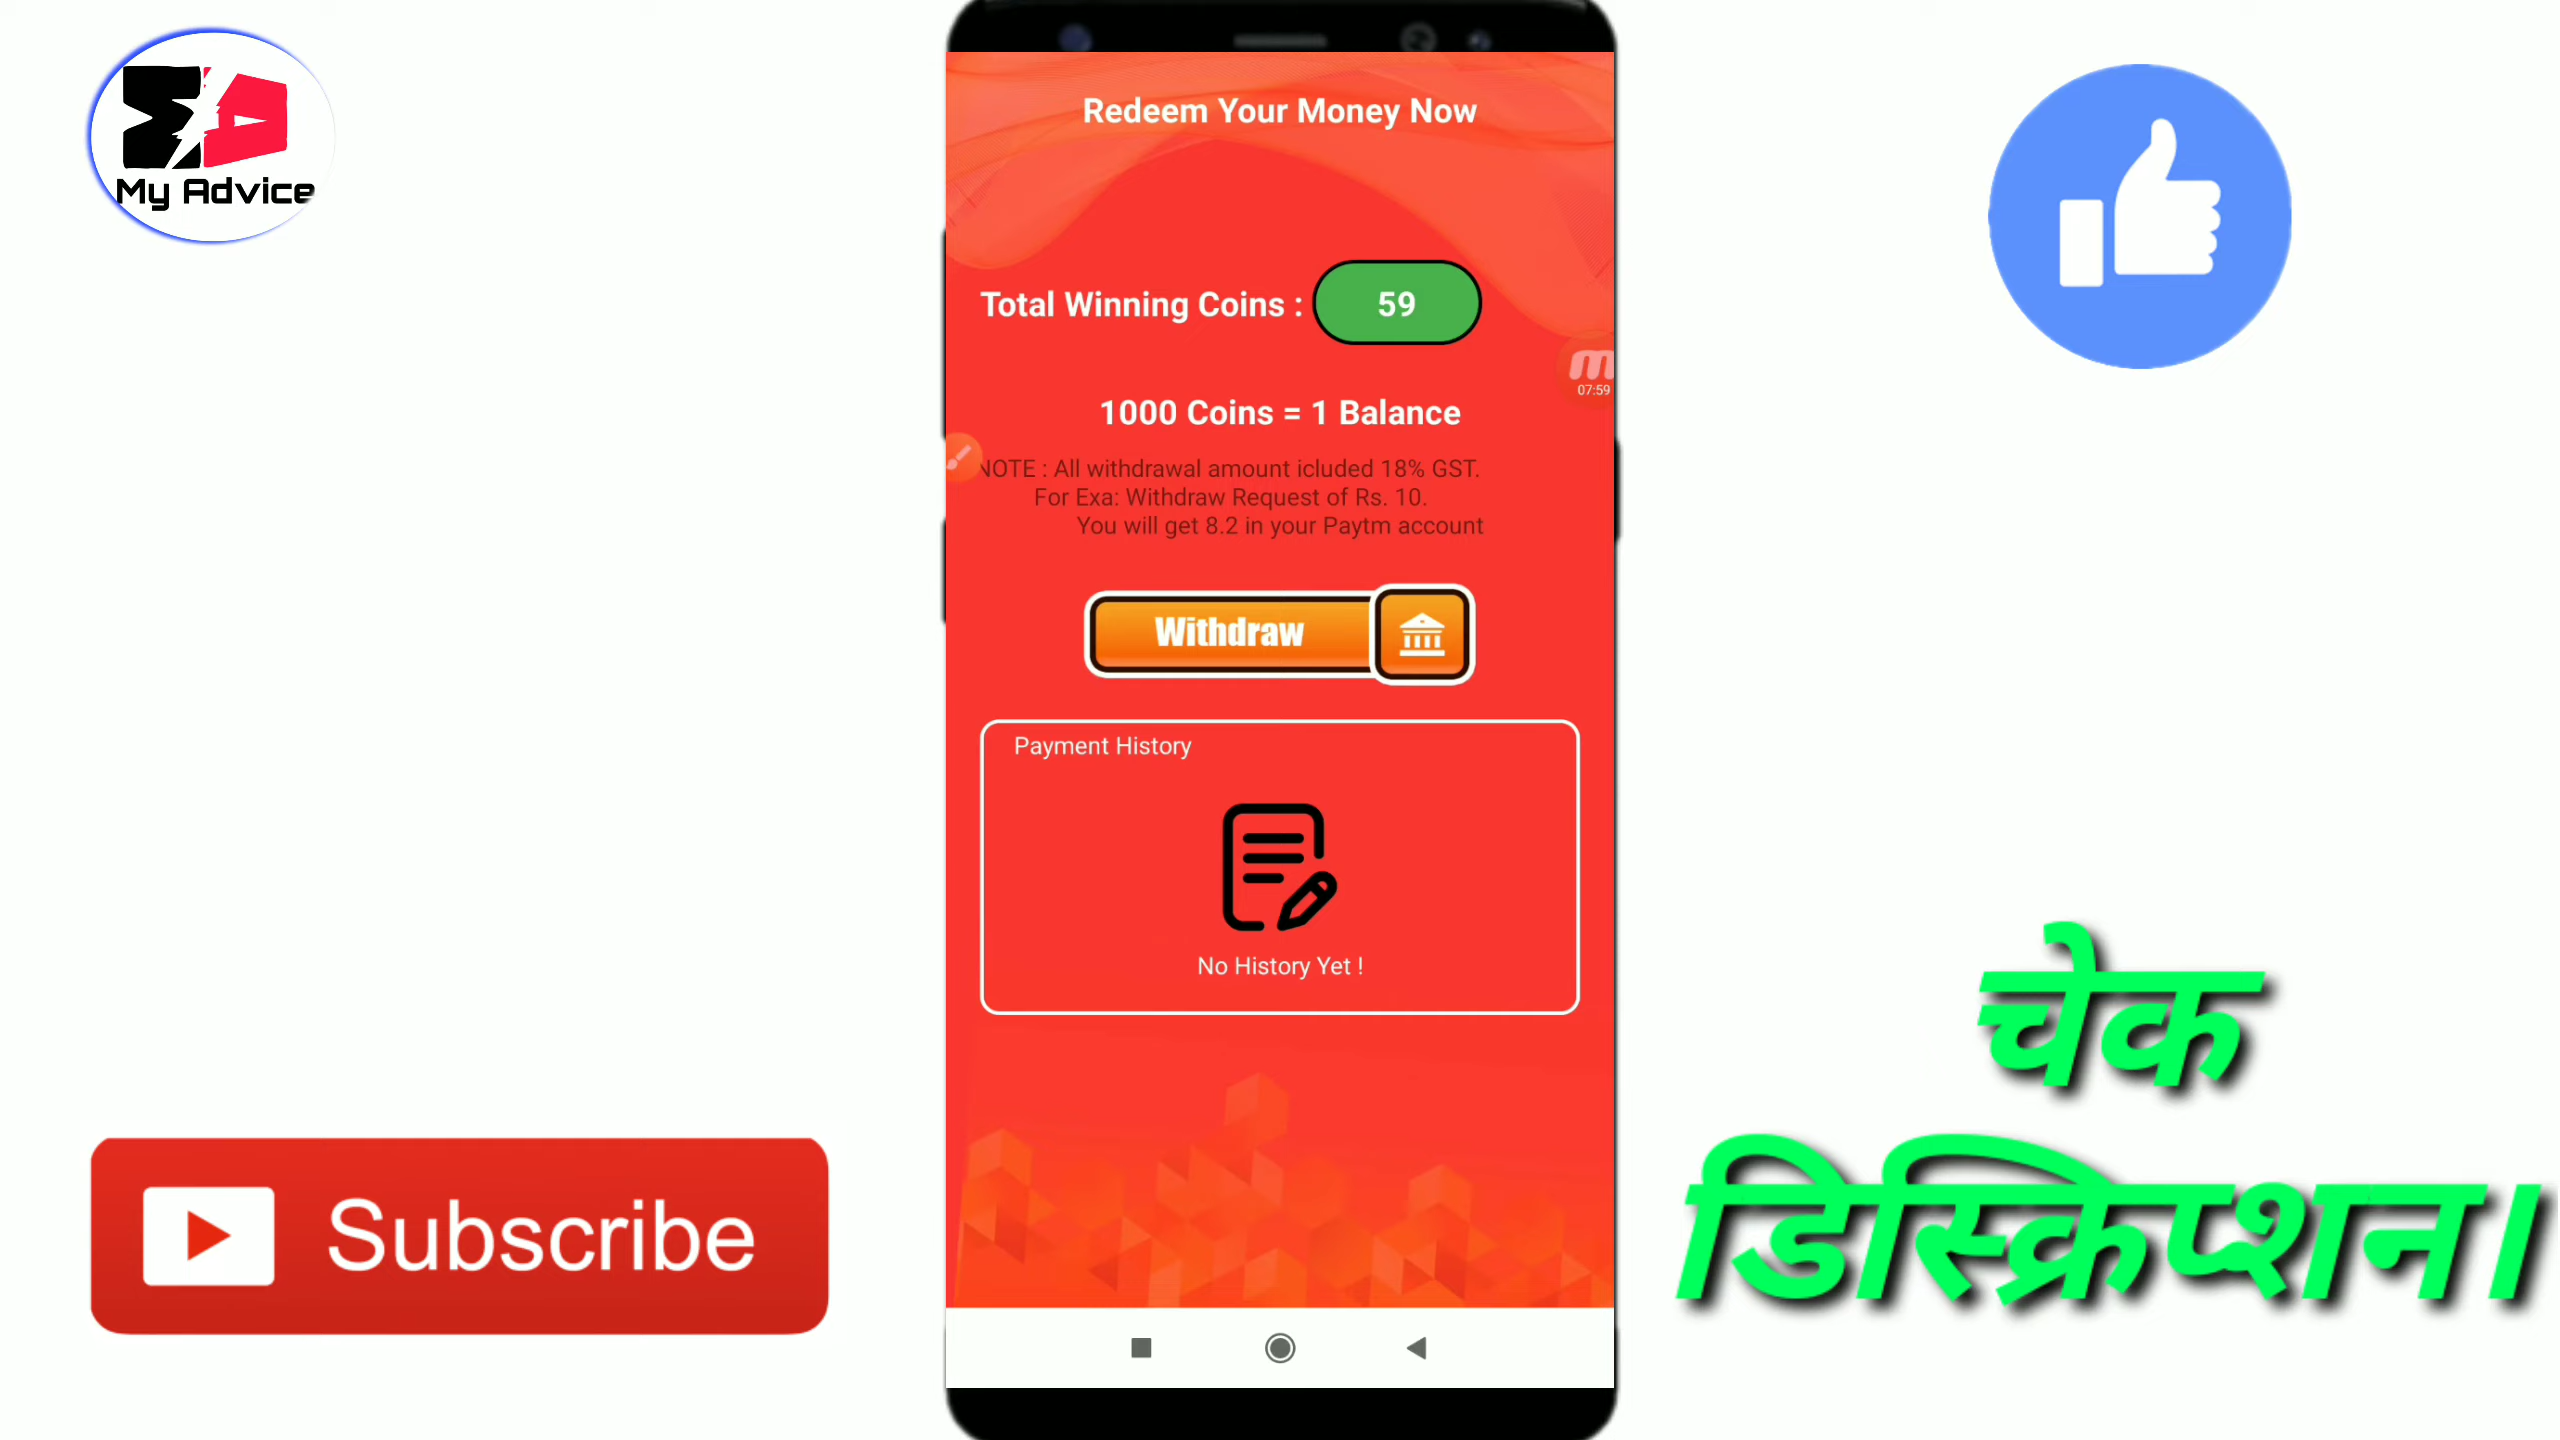 My Advice
Redeem Your Money Now
Total Winning Coins : 59
07:59
1000 Coins = 1 Balance
NOTE : All withdrawal amount icluded 18% GST.
For Exa: Withdraw Request of Rs. 10.
You will get 8.2 in your Paytm account
Withdraw
Payment History
No History Yet !
Subscribe
चेक
डिस्क्रिप्शन।